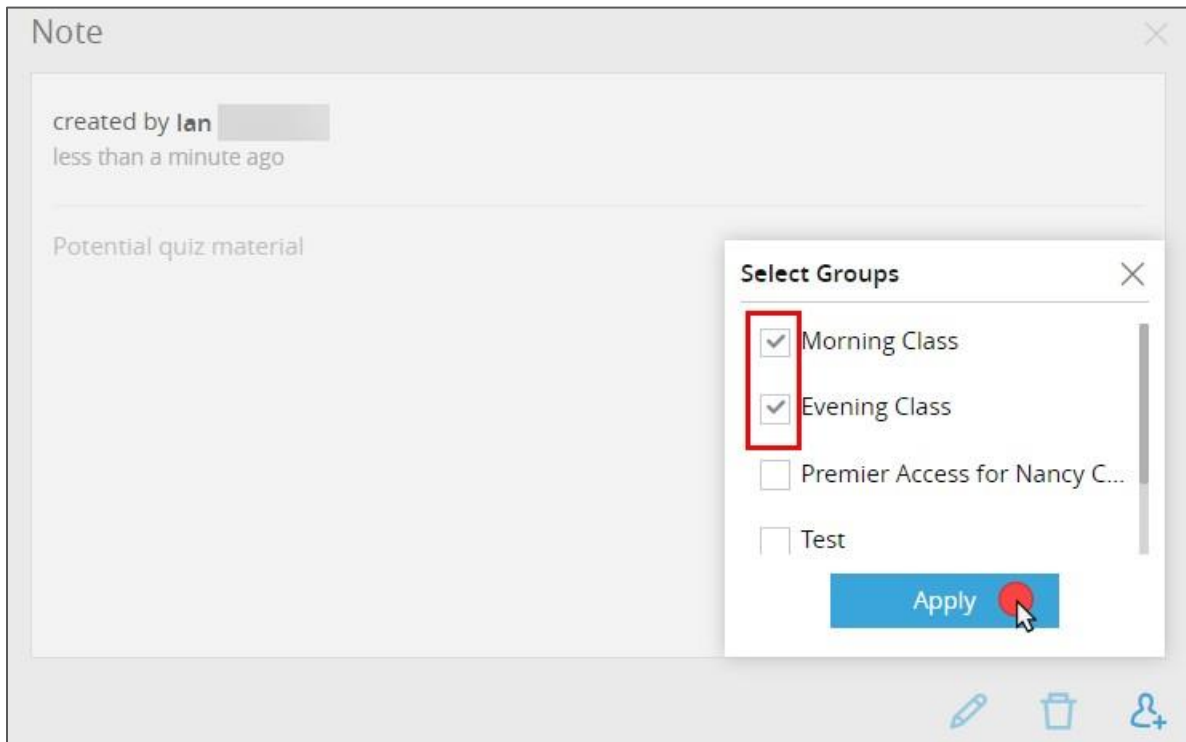 Note
created by Ian
less than a minute ago
Potential quiz material
Select Groups
Morning Class
Evening Class
Premier Access for Nancy C...
Test
Apply